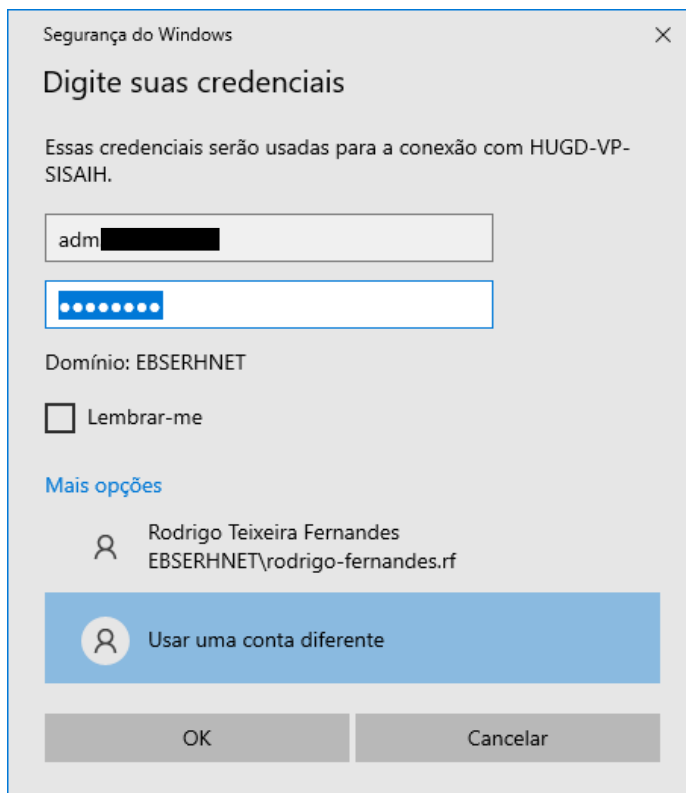 Segurança do Windows
Digite suas credenciais
Essas credenciais serão usadas para a conexão com HUGD-VP-
SISAIH.
adm
Domínio: EBSERHNET
Lembrar-me
Mais opções
Rodrigo Teixeira Fernandes
EBSERHNET\rodrigo-fernandes.rf
Usar uma conta diferente
OK
Cancelar